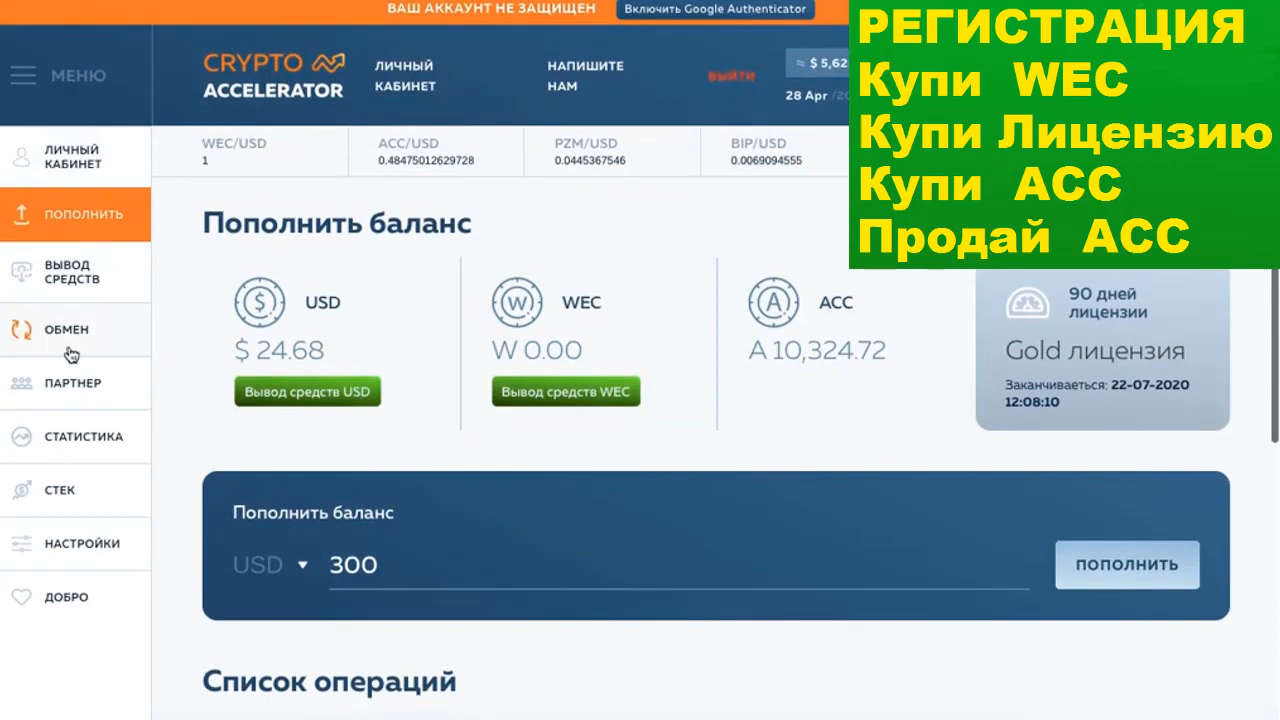 ВАШ АККАУНТ НЕ ЗАЩИЩЕН
Включить Google Authenticator
МЕНЮ
CRYPTO
ACCELERATOR
ЛИЧНЫЙ
КАБИНЕТ
НАПИШИТЕ
НАМ
ВЫЙТИ
≈ $ 5,62
28 Apr /20
РЕГИСТРАЦИЯ
Купи WEC
Купи Лицензию
Купи ACC
Продай ACC
WEC/USD
1
ACC/USD
0.48475012629728
PZM/USD
0.0445367546
BIP/USD
0.0069094555
ЛИЧНЫЙ
КАБИНЕТ
ПОПОЛНИТЬ
ВЫВОД
СРЕДСТВ
ОБМЕН
ПАРТНЕР
СТАТИСТИКА
СТЕК
НАСТРОЙКИ
ДОБРО
Пополнить баланс
USD
$ 24.68
Вывод средств USD
WEC
W 0.00
Вывод средств WEC
ACC
A 10,324.72
90 дней
лицензии
Gold лицензия
Заканчиваеться: 22-07-2020
12:08:10
Пополнить баланс
USD 300
ПОПОЛНИТЬ
Список операций